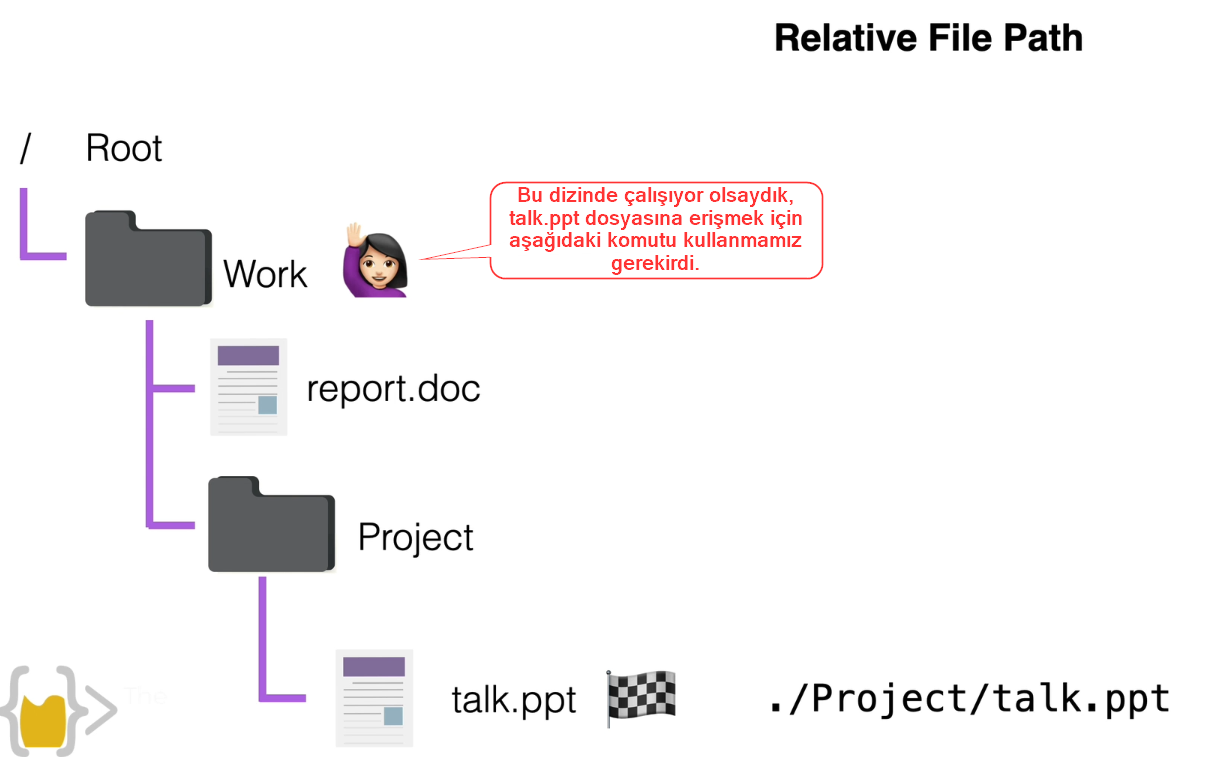 Relative File Path
/ Root
Bu dizinde çalışıyor olsaydık,
talk.ppt dosyasına erişmek için
aşağıdaki komutu kullanmamız
gerekirdi.
Work
report.doc
Project
The
talk.ppt
./Project/talk.ppt